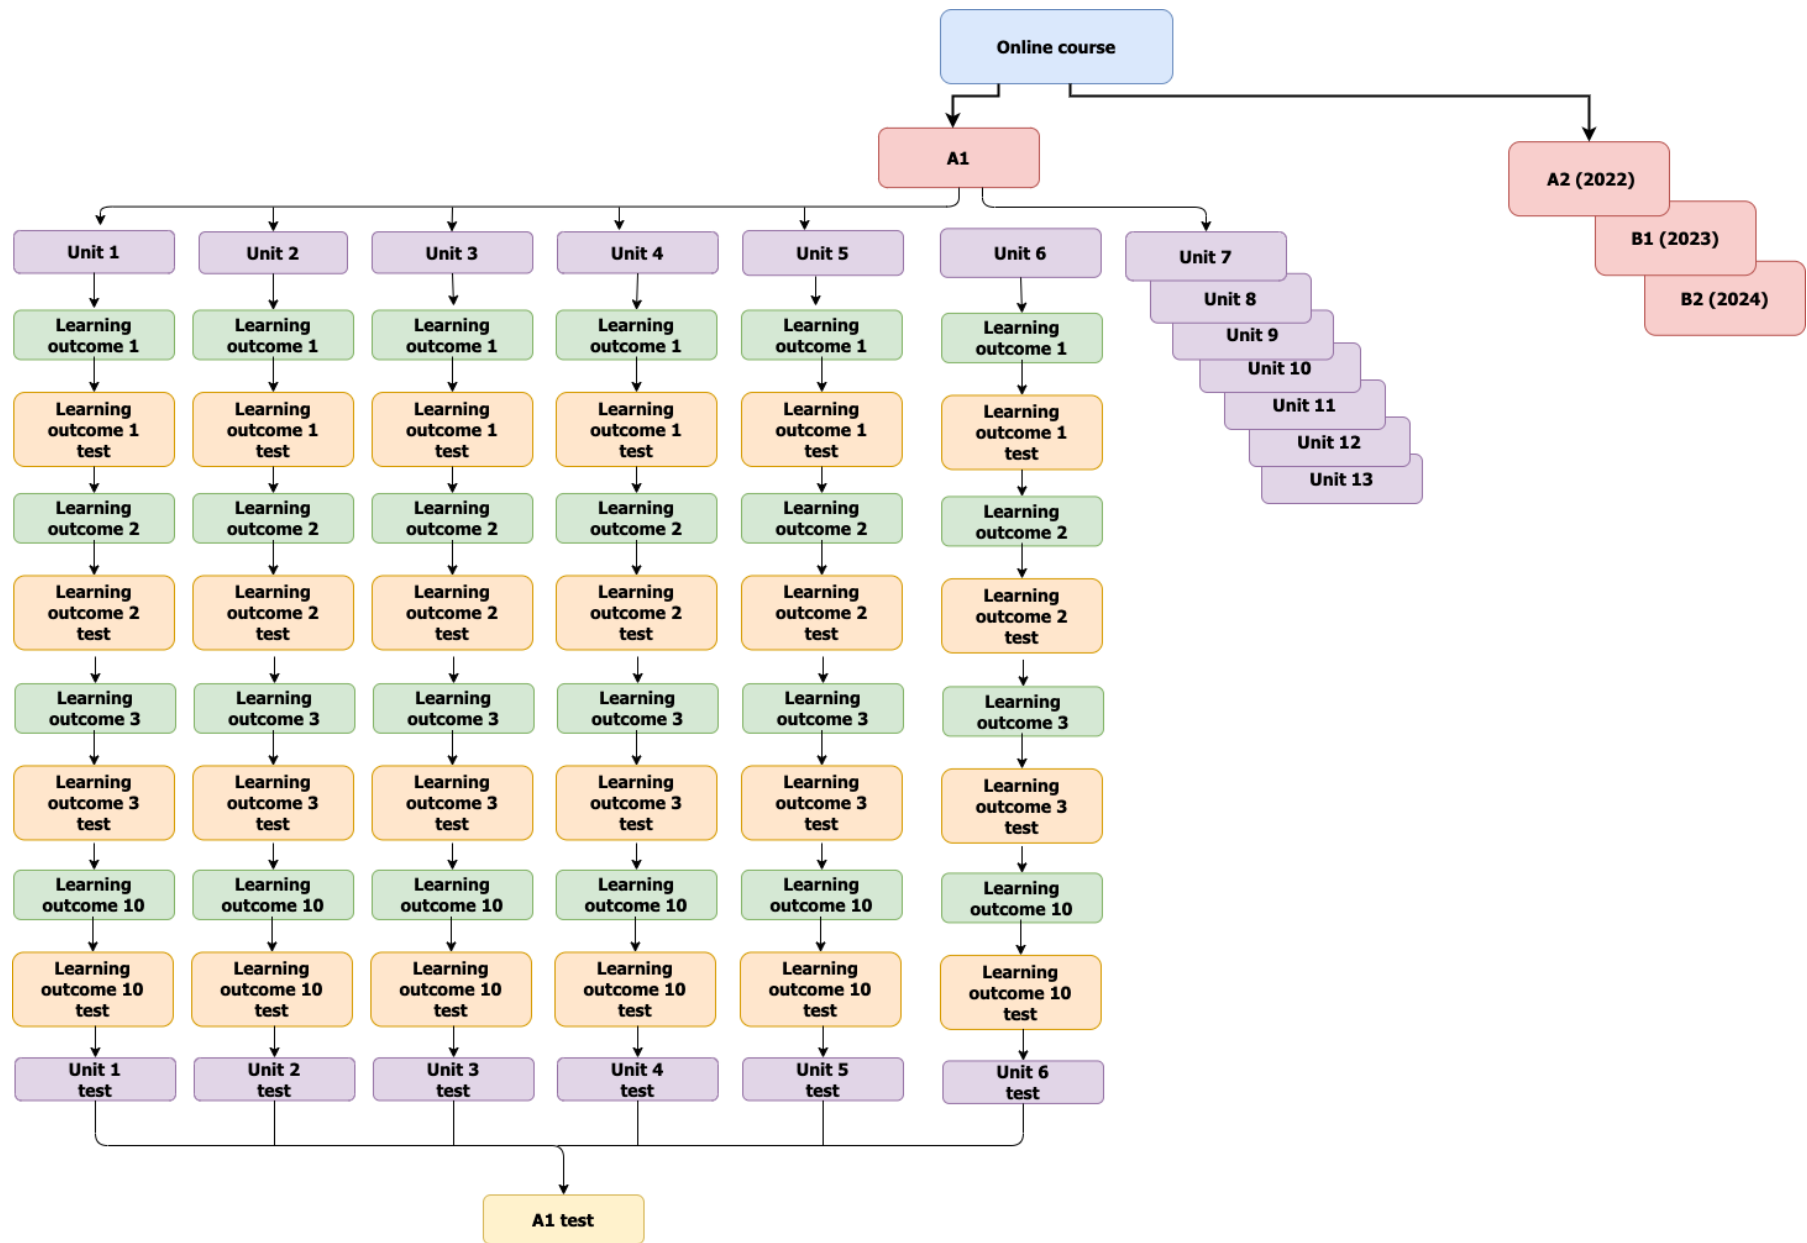 Online course
A1
A2 (2022)
B1 (2023)
B2 (2024)
Unit 1
Unit 2
Unit 3
Unit 4
Unit 5
Unit 6
Unit 7
Unit 8
Unit 9
Unit 10
Unit 11
Unit 12
Unit 13
Learning
outcome 1
Learning
outcome 1
Learning
outcome 1
Learning
outcome 1
Learning
outcome 1
Learning
outcome 1
Learning
outcome 1
test
Learning
outcome 1
test
Learning
outcome 1
test
Learning
outcome 1
test
Learning
outcome 1
test
Learning
outcome 1
test
Learning
outcome 2
Learning
outcome 2
Learning
outcome 2
Learning
outcome 2
Learning
outcome 2
Learning
outcome 2
Learning
outcome 2
test
Learning
outcome 2
test
Learning
outcome 2
test
Learning
outcome 2
test
Learning
outcome 2
test
Learning
outcome 2
test
Learning
outcome 3
Learning
outcome 3
Learning
outcome 3
Learning
outcome 3
Learning
outcome 3
Learning
outcome 3
Learning
outcome 3
test
Learning
outcome 3
test
Learning
outcome 3
test
Learning
outcome 3
test
Learning
outcome 3
test
Learning
outcome 3
test
Learning
outcome 10
Learning
outcome 10
Learning
outcome 10
Learning
outcome 10
Learning
outcome 10
Learning
outcome 10
Learning
outcome 10
test
Learning
outcome 10
test
Learning
outcome 10
test
Learning
outcome 10
test
Learning
outcome 10
test
Learning
outcome 10
test
Unit 1
test
Unit 2
test
Unit 3
test
Unit 4
test
Unit 5
test
Unit 6
test
A1 test